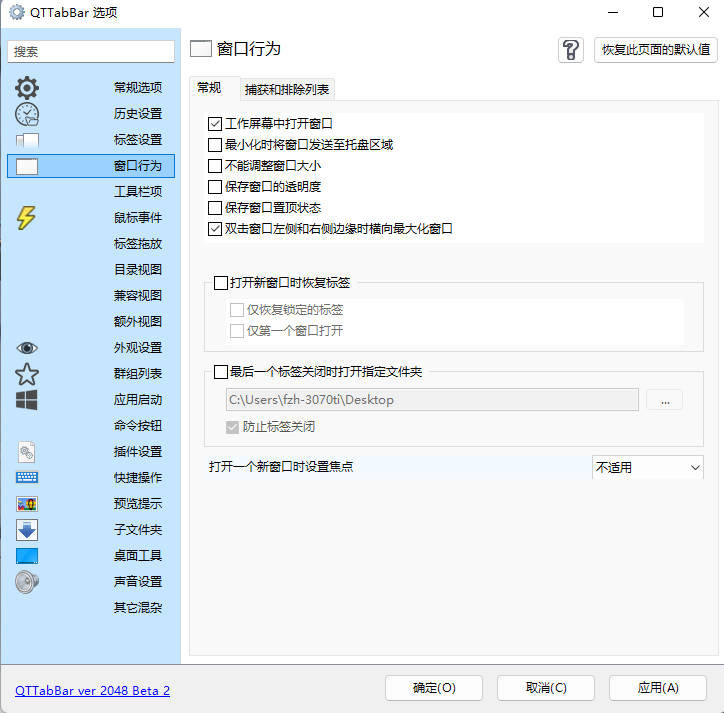 QTTabBar 选项
搜索
常规选项
历史设置
标签设置
窗口行为
工具栏项
鼠标事件
标签拖放
目录视图
兼容视图
额外视图
外观设置
群组列表
应用启动
命令按钮
插件设置
快捷操作
预览提示
子文件夹
桌面工具
声音设置
其它混杂
QTTabBar ver 2048 Beta 2
窗口行为
?
恢复此页面的默认值
常规
捕获和排除列表
工作屏幕中打开窗口
最小化时将窗口发送至托盘区域
不能调整窗口大小
保存窗口的透明度
保存窗口置顶状态
双击窗口左侧和右侧边缘时横向最大化窗口
打开新窗口时恢复标签
仅恢复锁定的标签
仅第一个窗口打开
最后一个标签关闭时打开指定文件夹
C:\Users\fzh-3070ti\Desktop
...
防止标签关闭
打开一个新窗口时设置焦点
不适用
确定(O)
取消(C)
应用(A)